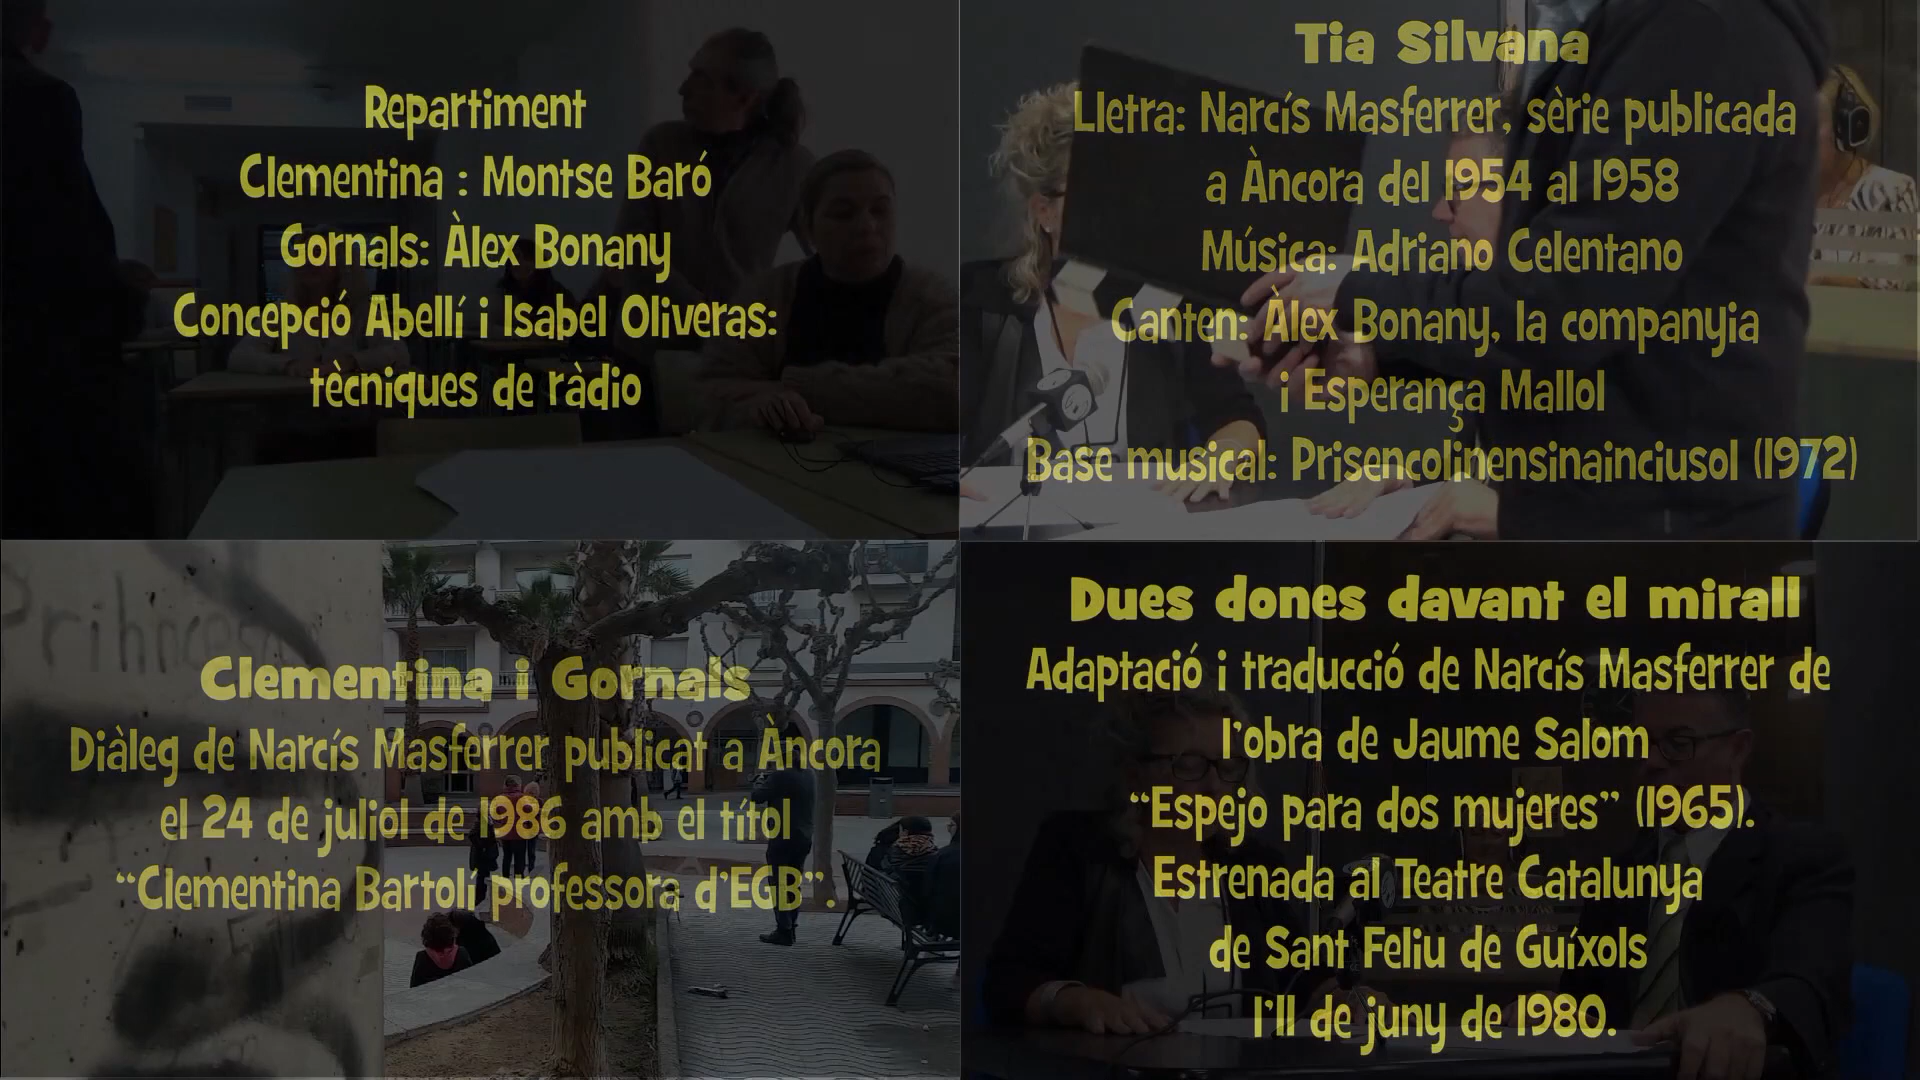 Repartiment
Clementina : Montse Baró
Gornals: Àlex Bonany
Concepció Abellí i Isabel Oliveras:
tècniques de ràdio
Tia Silvana
Lletra: Narcís Masferrer, sèrie publicada
a Àncora del 1954 al 1958
Música: Adriano Celentano
Canten: Àlex Bonany, la companyia
i Esperança Mallol
Base musical: Prisencolinensinainciusol (1972)
Clementina i Gornals
Diàleg de Narcís Masferrer publicat a Àncora
el 24 de juliol de 1986 amb el títol
“Clementina Bartolí professora d'EGB”.
Dues dones davant el mirall
Adaptació i traducció de Narcís Masferrer de
l'obra de Jaume Salom
“Espejo para dos mujeres” (1965).
Estrenada al Teatre Catalunya
de Sant Feliu de Guíxols
l'11 de juny de 1980.